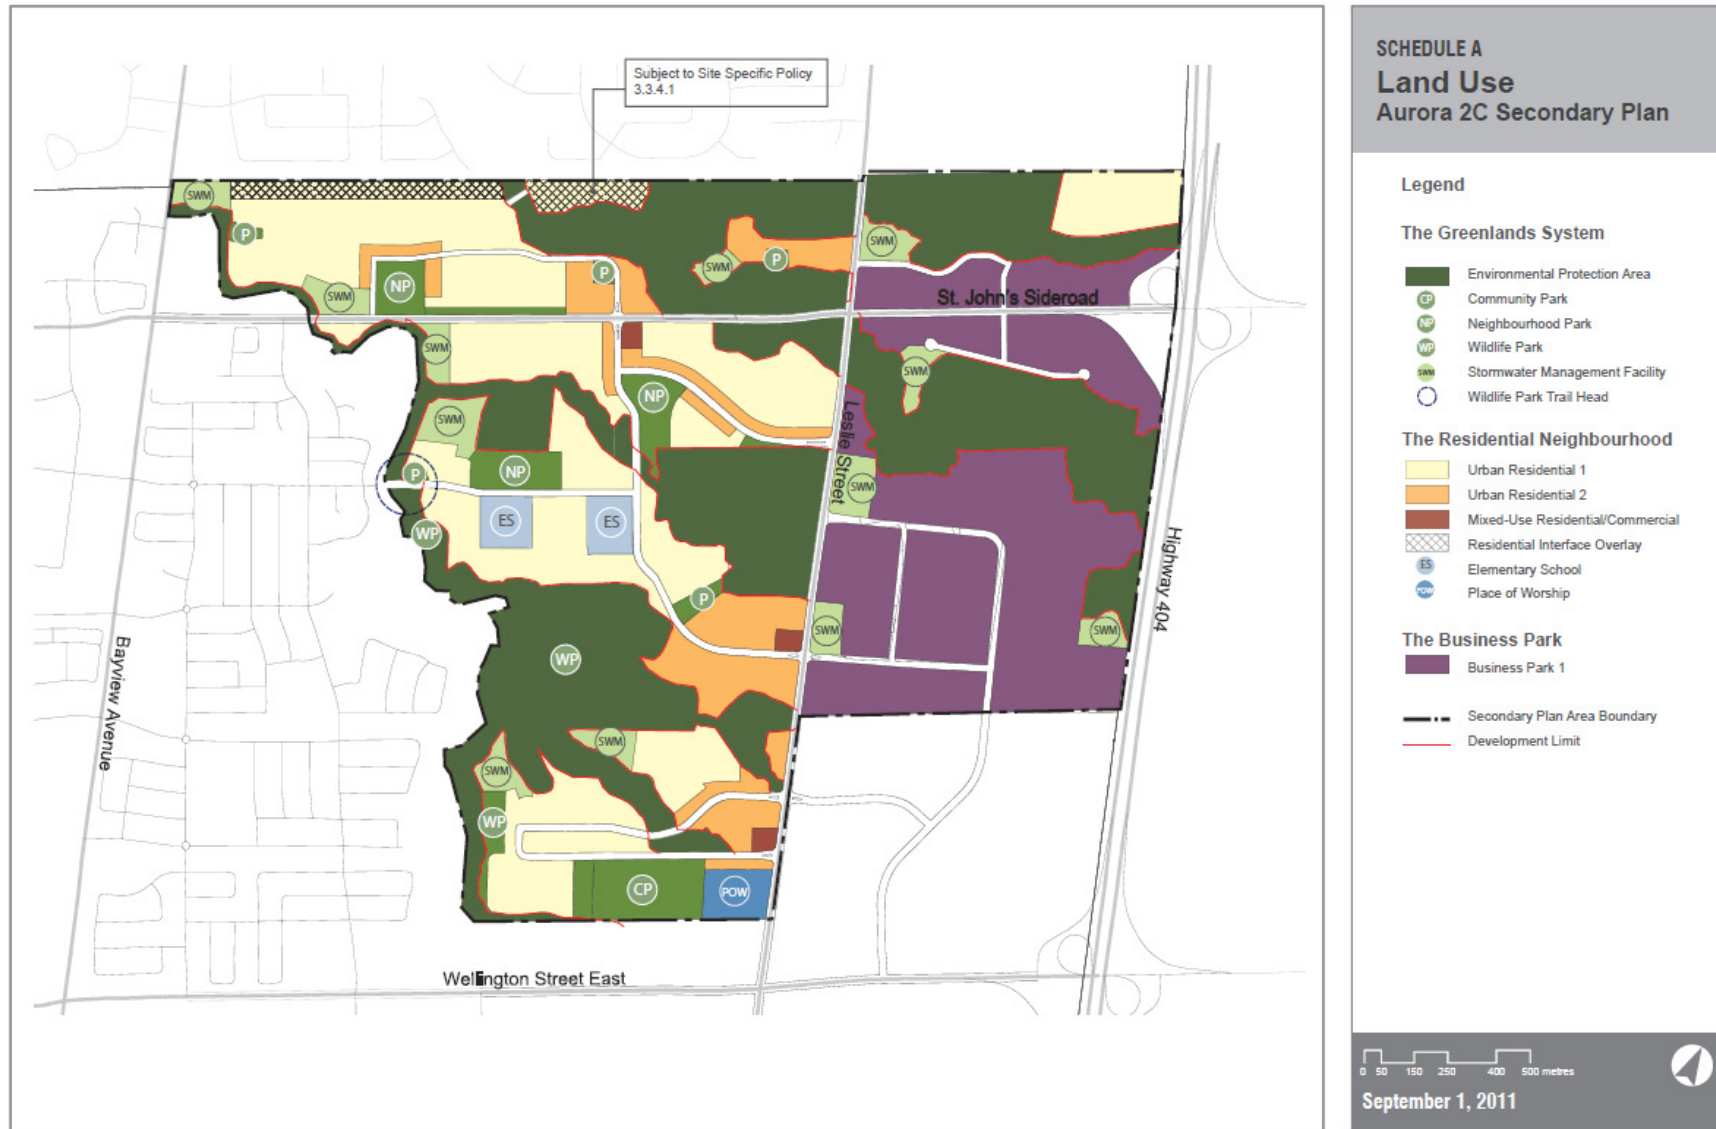 Subject to Site Specific Policy
3.3.4.1
SWM
P
SWM
NP
P
SWM
P
SWM
St. John's Sideroad
SWM
NP
SWM
SWM
Leslie Street
P
NP
SWM
WP
ES
ES
Highway 404
P
WP
SWM
SWM
Bayview Avenue
SWM
SWM
WP
CP
POW
Wellington Street East
SCHEDULE A
Land Use
Aurora 2C Secondary Plan
Legend
The Greenlands System
Environmental Protection Area
CP Community Park
NP Neighbourhood Park
WP Wildlife Park
SWM Stormwater Management Facility
Wildlife Park Trail Head
The Residential Neighbourhood
Urban Residential 1
Urban Residential 2
Mixed-Use Residential/Commercial
Residential Interface Overlay
ES Elementary School
POW Place of Worship
The Business Park
Business Park 1
Secondary Plan Area Boundary
Development Limit
0 50 150 250 400 500 metres
September 1, 2011